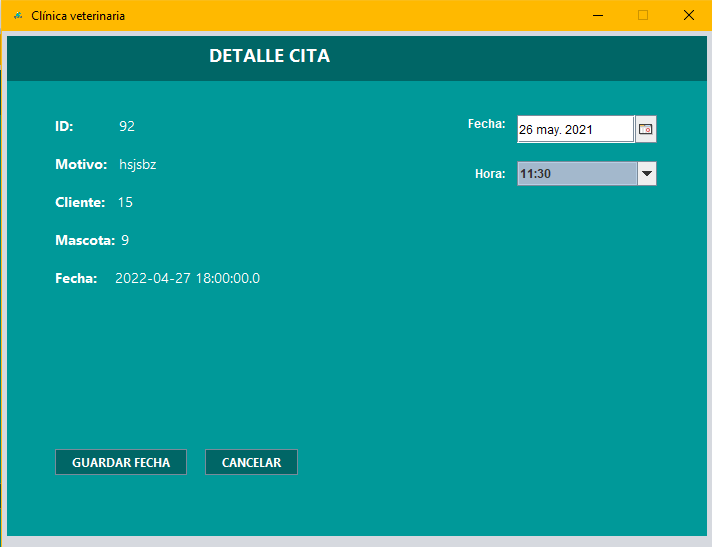 Clínica veterinaria
DETALLE CITA
ID: 92
Motivo: hsjsbz
Cliente: 15
Mascota: 9
Fecha: 2022-04-27 18:00:00.0
Fecha: 26 may. 2021
Hora: 11:30
GUARDAR FECHA
CANCELAR